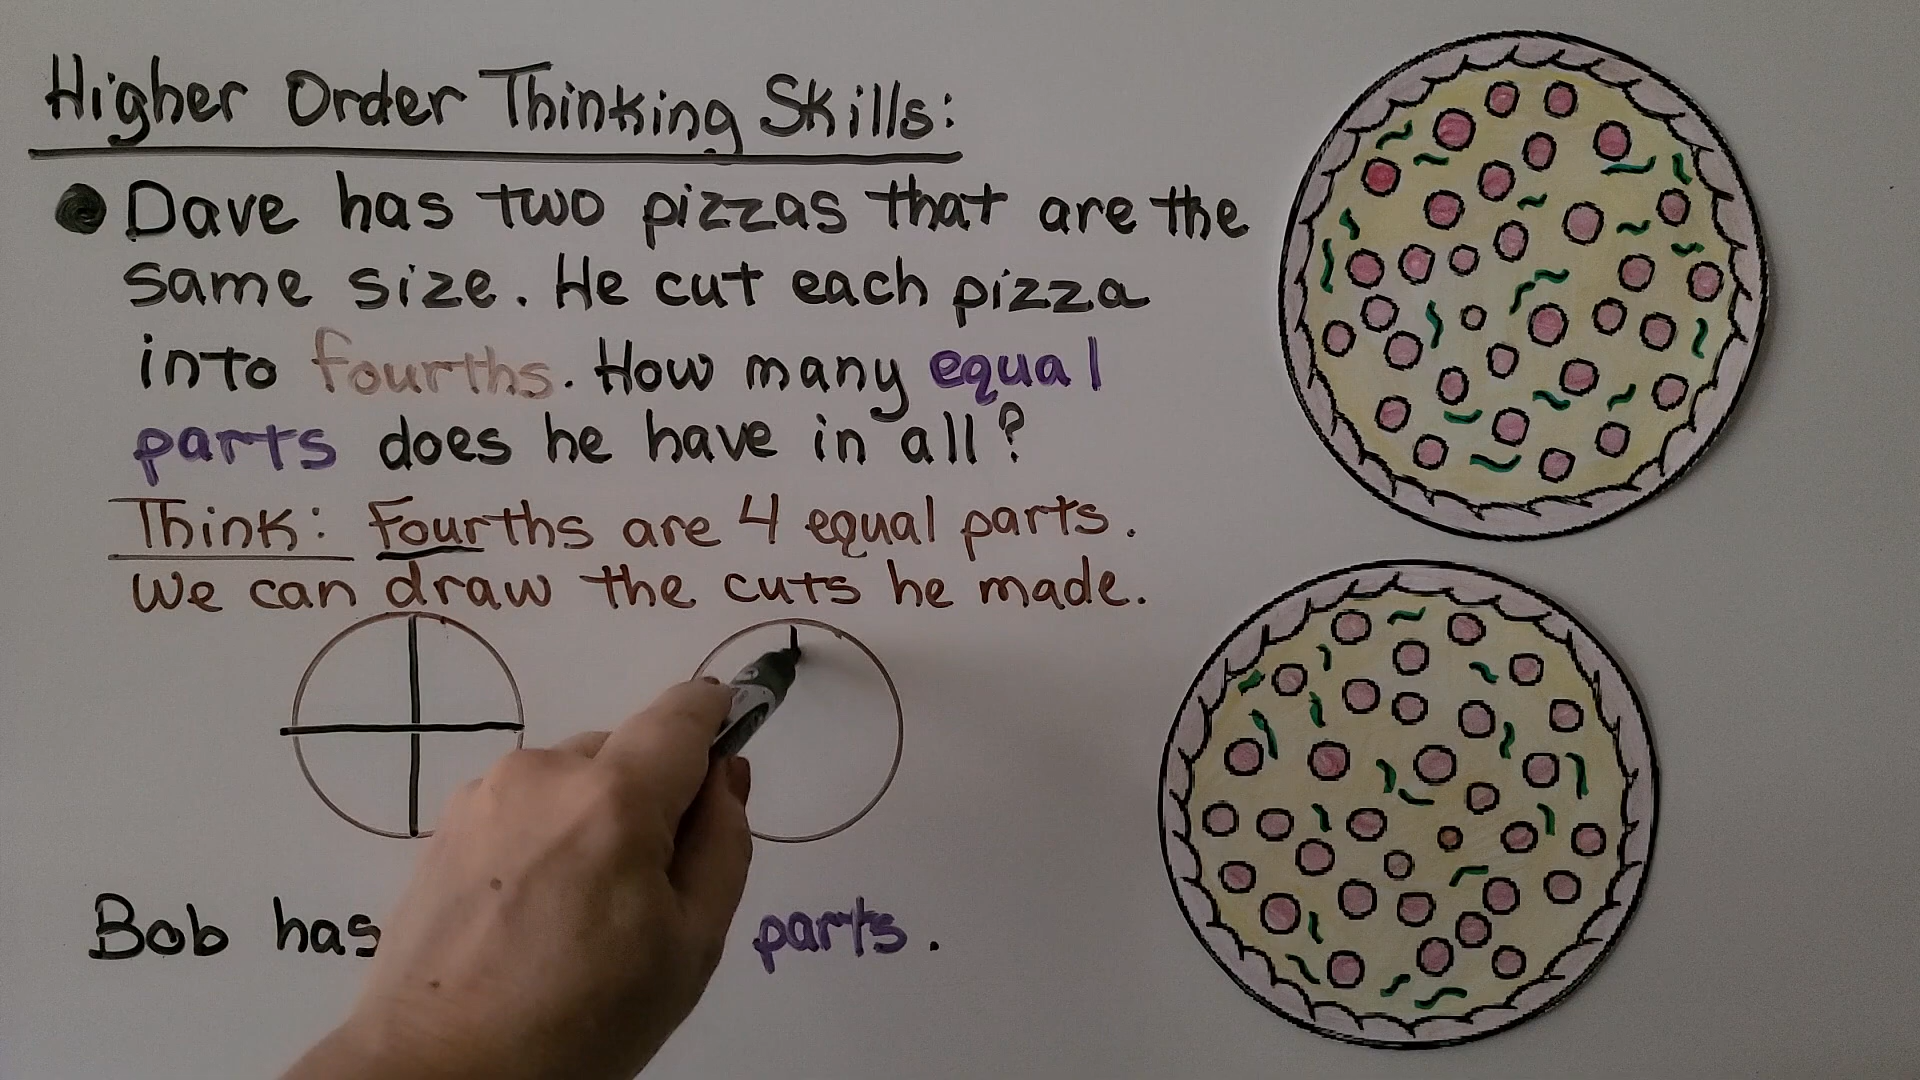 Higher Order Thinking Skills:
Dave has two pizzas that are the
same size. He cut each pizza
into fourths. How many equal
parts does he have in all?
Think: Fourths are 4 equal parts.
We can draw the cuts he made.
Bob has parts.